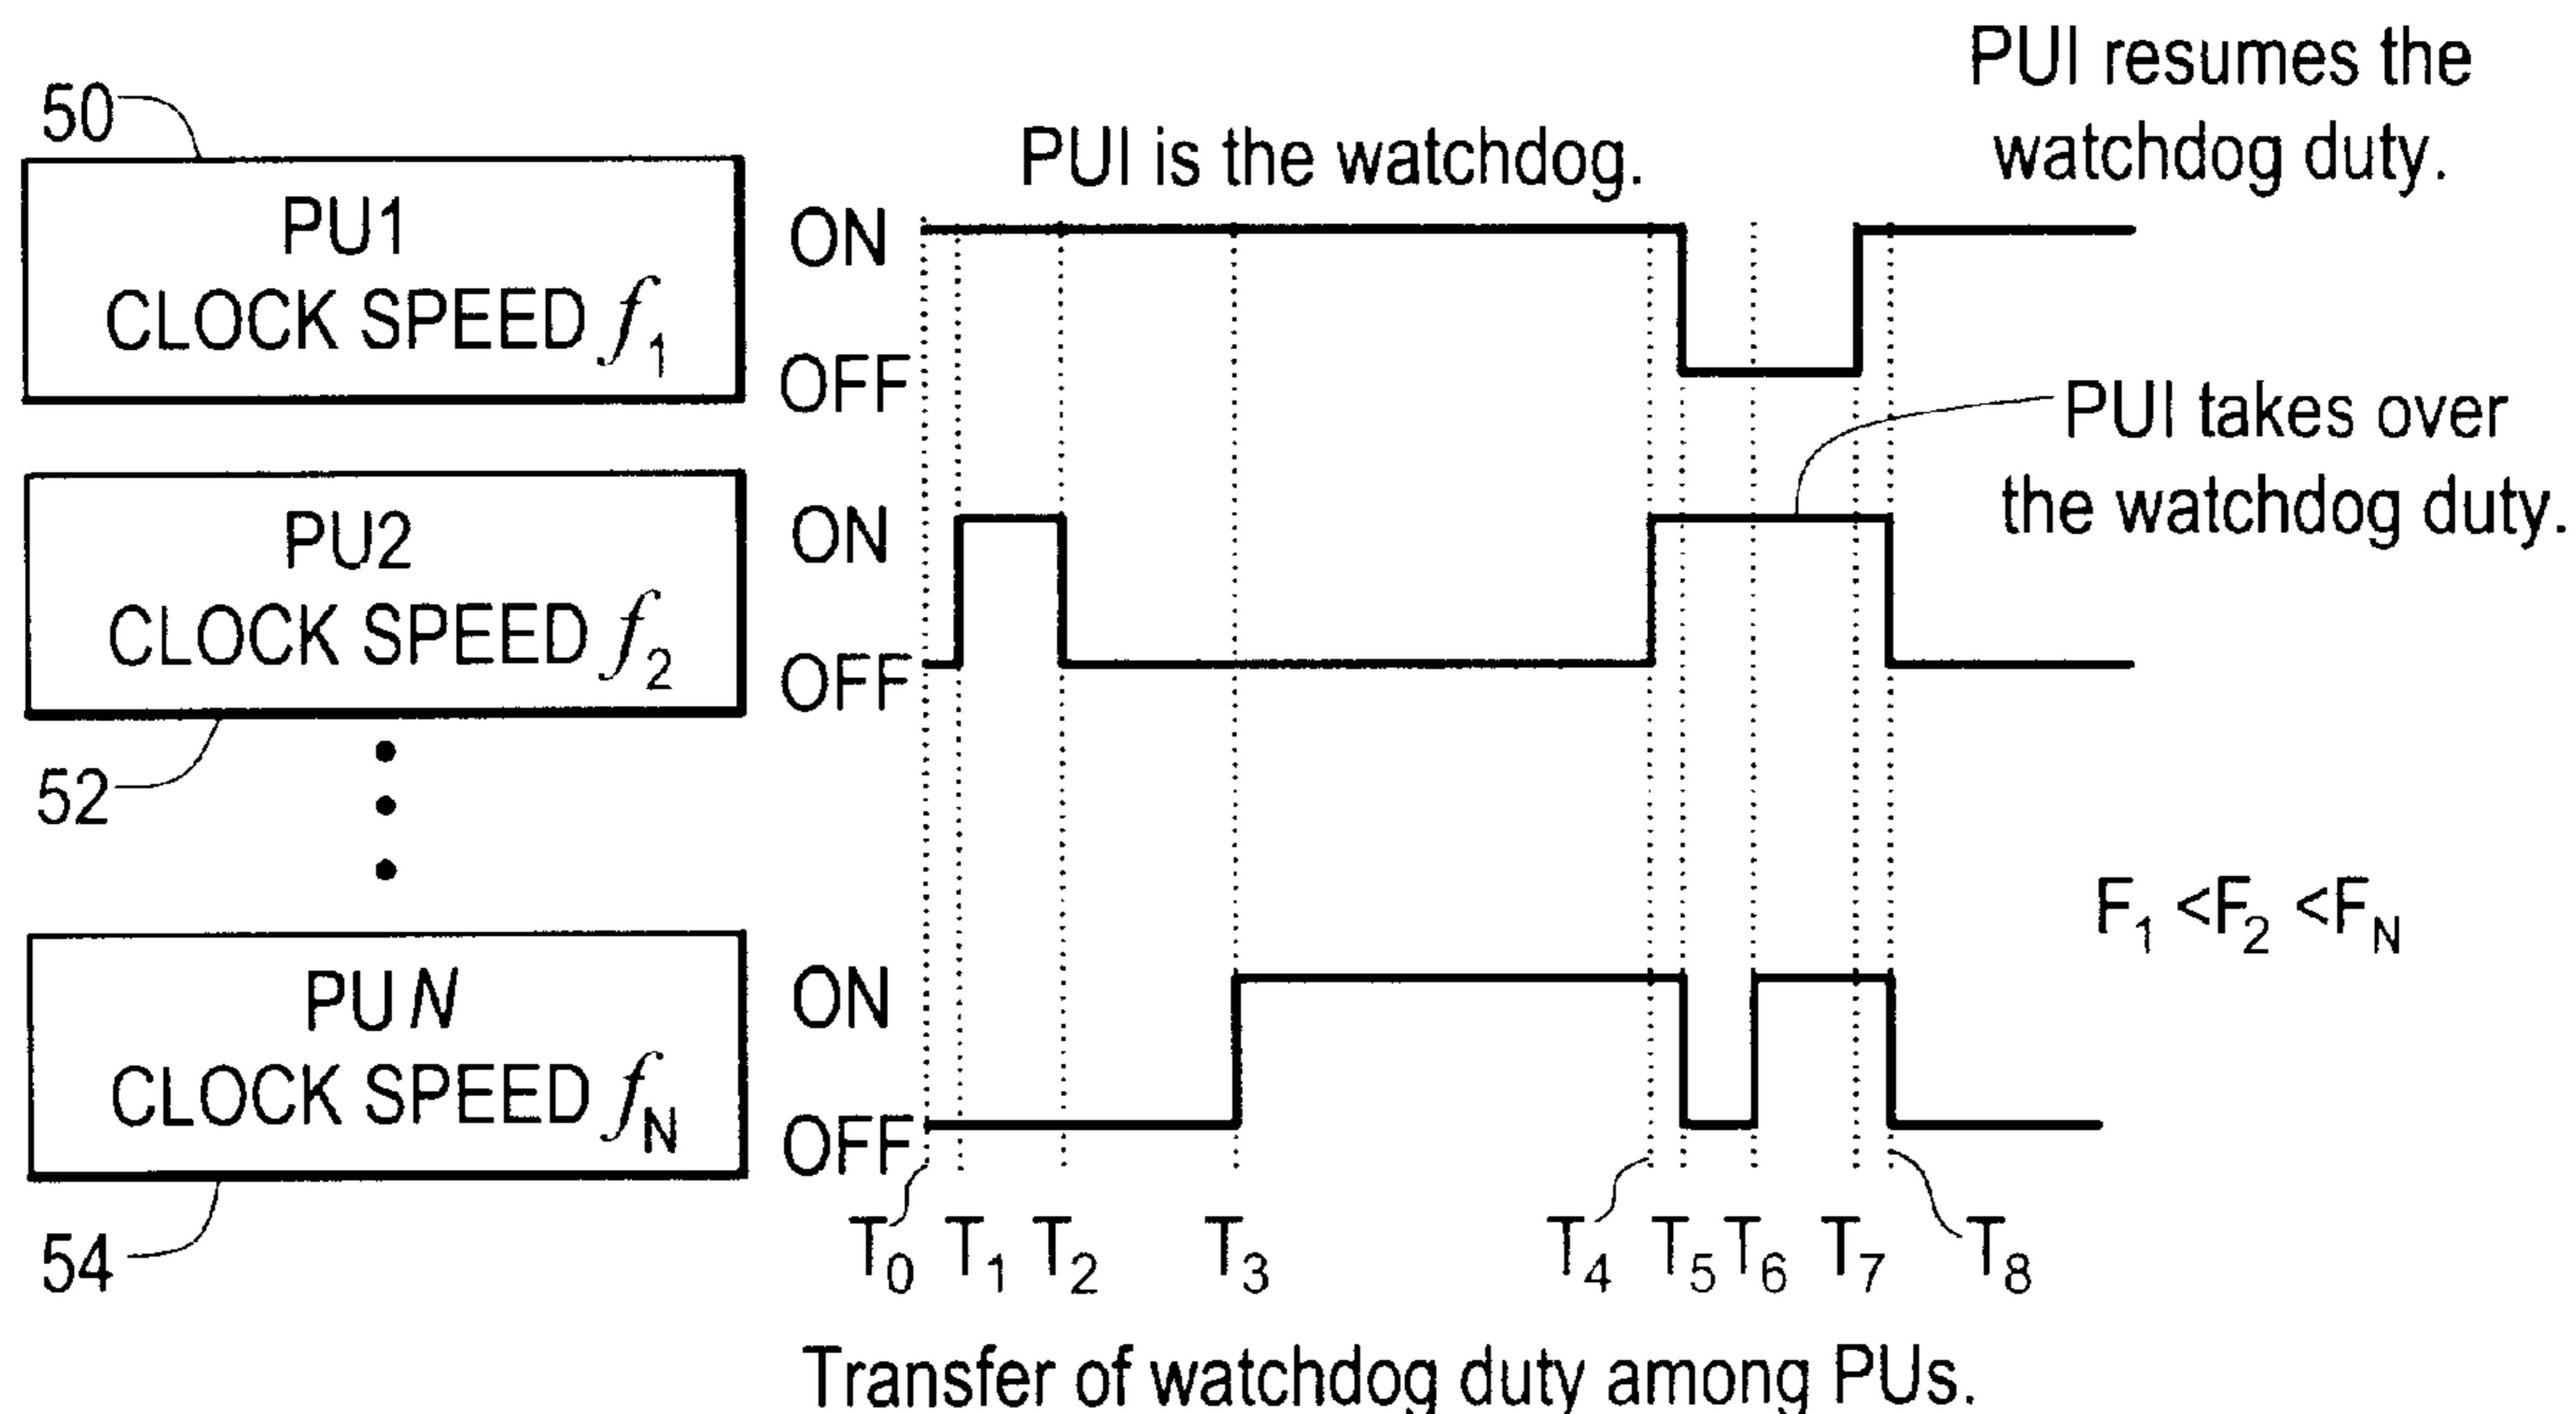 50
PU1
CLOCK SPEED f1
ON
OFF
PUI is the watchdog.
PUI resumes the
watchdog duty.
PU2
CLOCK SPEED f2
52
ON
OFF
PUI takes over
the watchdog duty.
PUN
CLOCK SPEED fN
54
ON
OFF
F1 <F2 <FN
T0 T1 T2 T3 T4 T5 T6 T7 T8
Transfer of watchdog duty among PUs.